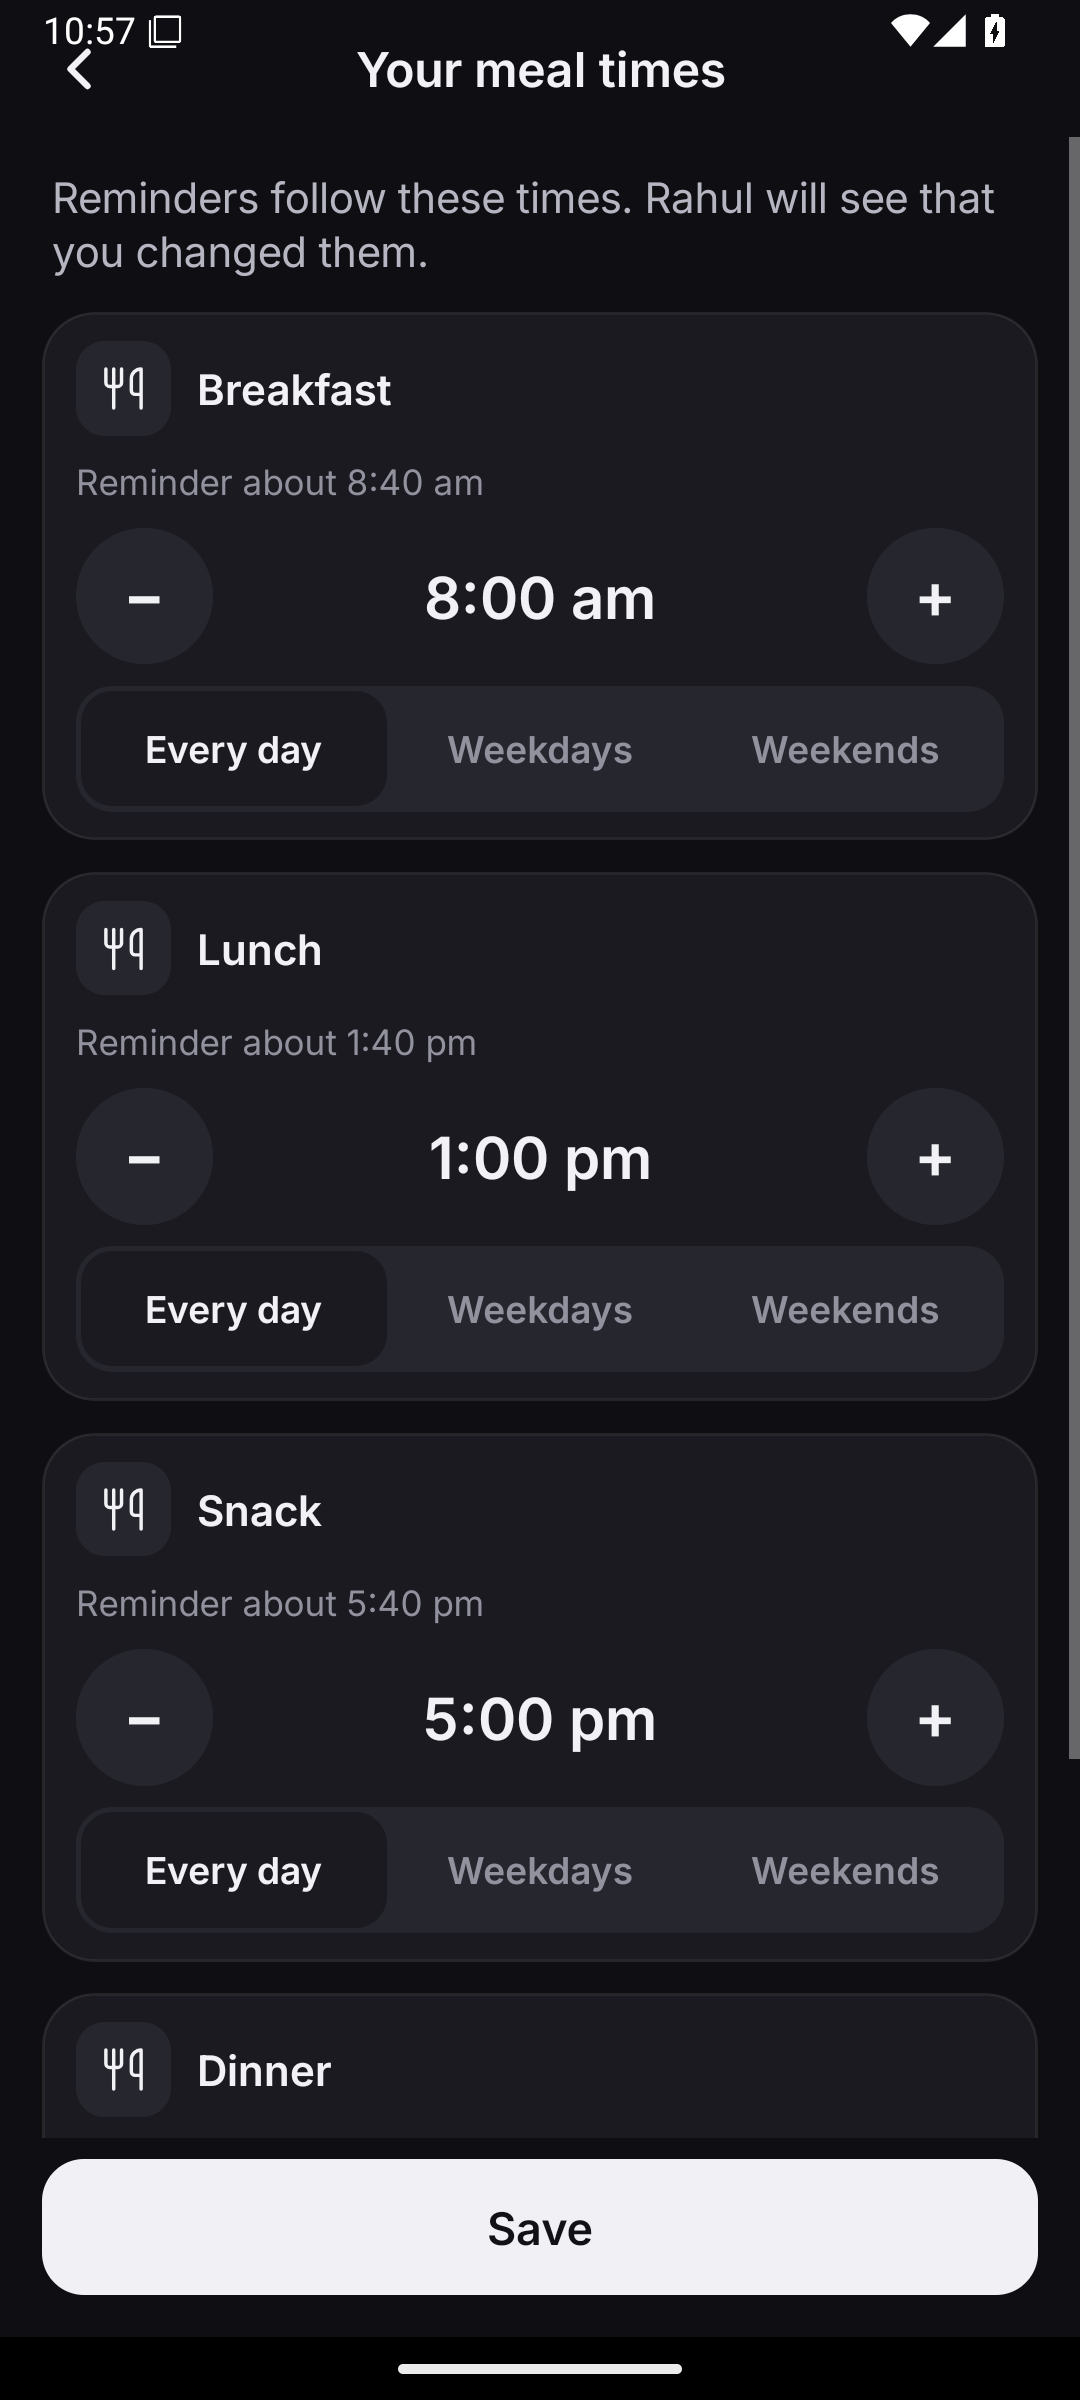 10:57
Your meal times
Reminders follow these times. Rahul will see that
you changed them.
Breakfast
Reminder about 8:40 am
– 8:00 am +
Every day Weekdays Weekends
Lunch
Reminder about 1:40 pm
– 1:00 pm +
Every day Weekdays Weekends
Snack
Reminder about 5:40 pm
– 5:00 pm +
Every day Weekdays Weekends
Dinner
Save